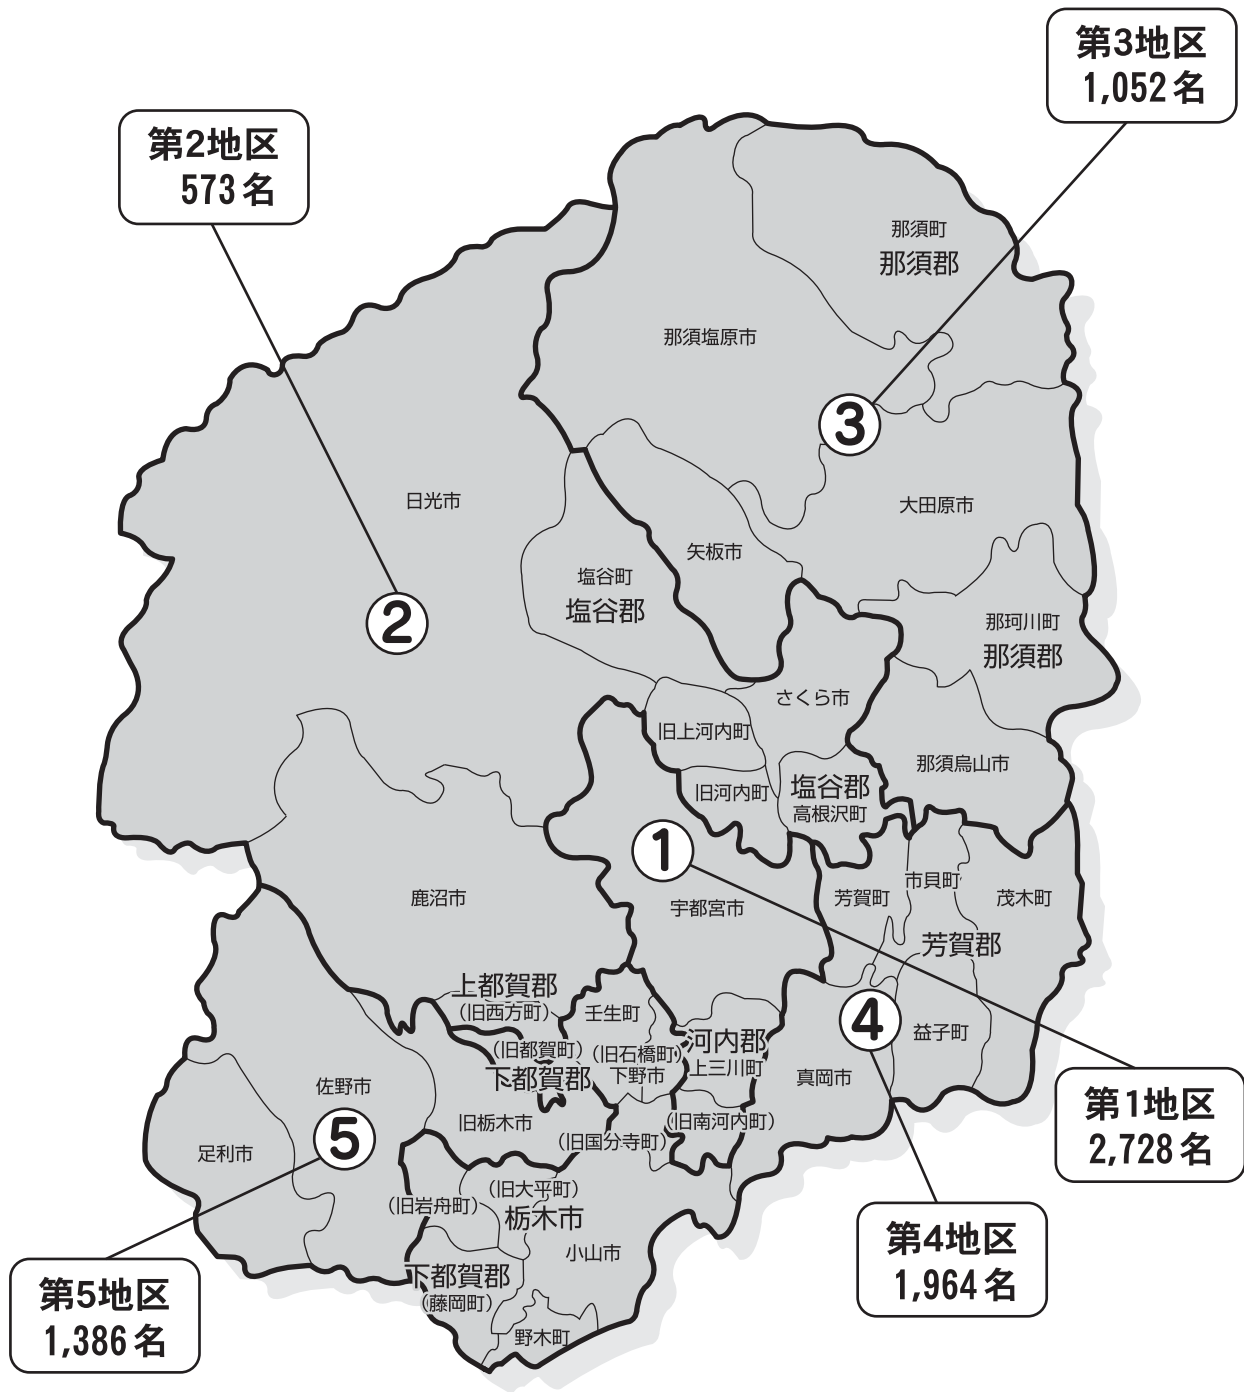 第3地区
1,052名
第2地区
573名
那須町
那須郡
那須塩原市
3
日光市
大田原市
矢板市
塩谷町
塩谷郡
2
那珂川町
那須郡
さくら市
旧上河内町
那須烏山市
旧河内町
塩谷郡
高根沢町
1
市貝町
鹿沼市
宇都宮市
芳賀町
茂木町
芳賀郡
上都賀郡
(旧西方町)
壬生町
4
益子町
河内郡
上三川町
(旧都賀町)
下都賀郡
(旧石橋町)
下野市
真岡市
佐野市
第1地区
2,728名
旧栃木市
(旧南河内町)
5
足利市
(旧国分寺町)
(旧岩舟町)
(旧大平町)
栃木市
小山市
第4地区
1,964名
下都賀郡
(藤岡町)
野木町
第5地区
1,386名